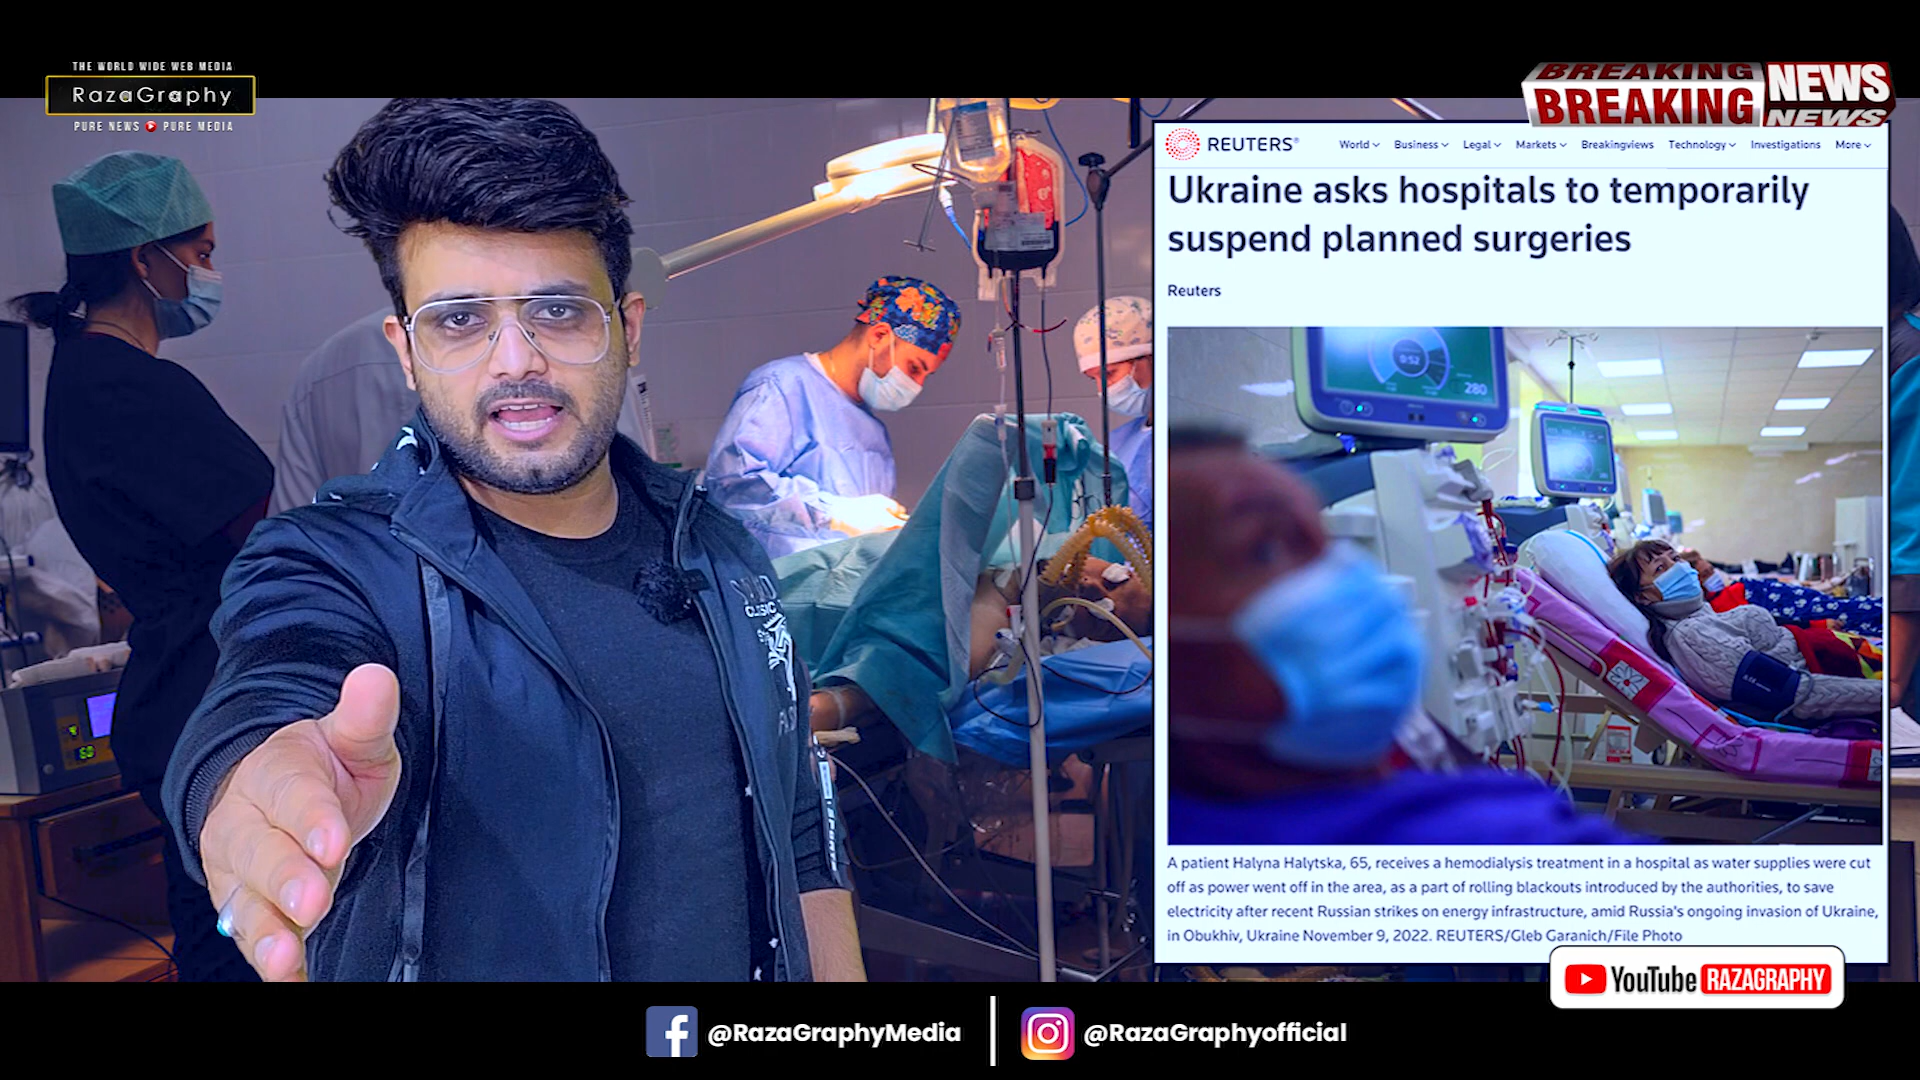 THE WORLD WIDE WEB MEDIA
RazaGraphy
PURE NEWS PURE MEDIA
BREAKING
BREAKING
NEWS
NEWS
REUTERS
World Business Legal Markets Breakingviews Technology Investigations More
Ukraine asks hospitals to temporarily
suspend planned surgeries
Reuters
0:52
280
A patient Halyna Halytska, 65, receives a hemodialysis treatment in a hospital as water supplies were cut
off as power went off in the area, as a part of rolling blackouts introduced by the authorities, to save
electricity after recent Russian strikes on energy infrastructure, amid Russia's ongoing invasion of Ukraine,
in Obukhiv, Ukraine November 9, 2022. REUTERS/Gleb Garanich/File Photo
YouTube RAZAGRAPHY
@RazaGraphyMedia
@RazaGraphyofficial